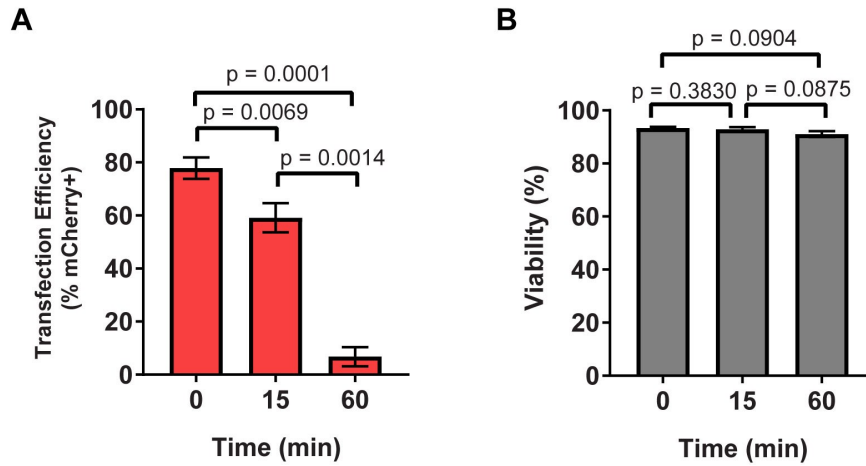 A
p = 0.0001
p = 0.0069
p = 0.0014
Transfection Efficiency
(% mCherry+)
100
80
60
40
20
0
0 15 60
Time (min)
B
p = 0.0904
p = 0.3830 p = 0.0875
Viability (%)
100
80
60
40
20
0
0 15 60
Time (min)